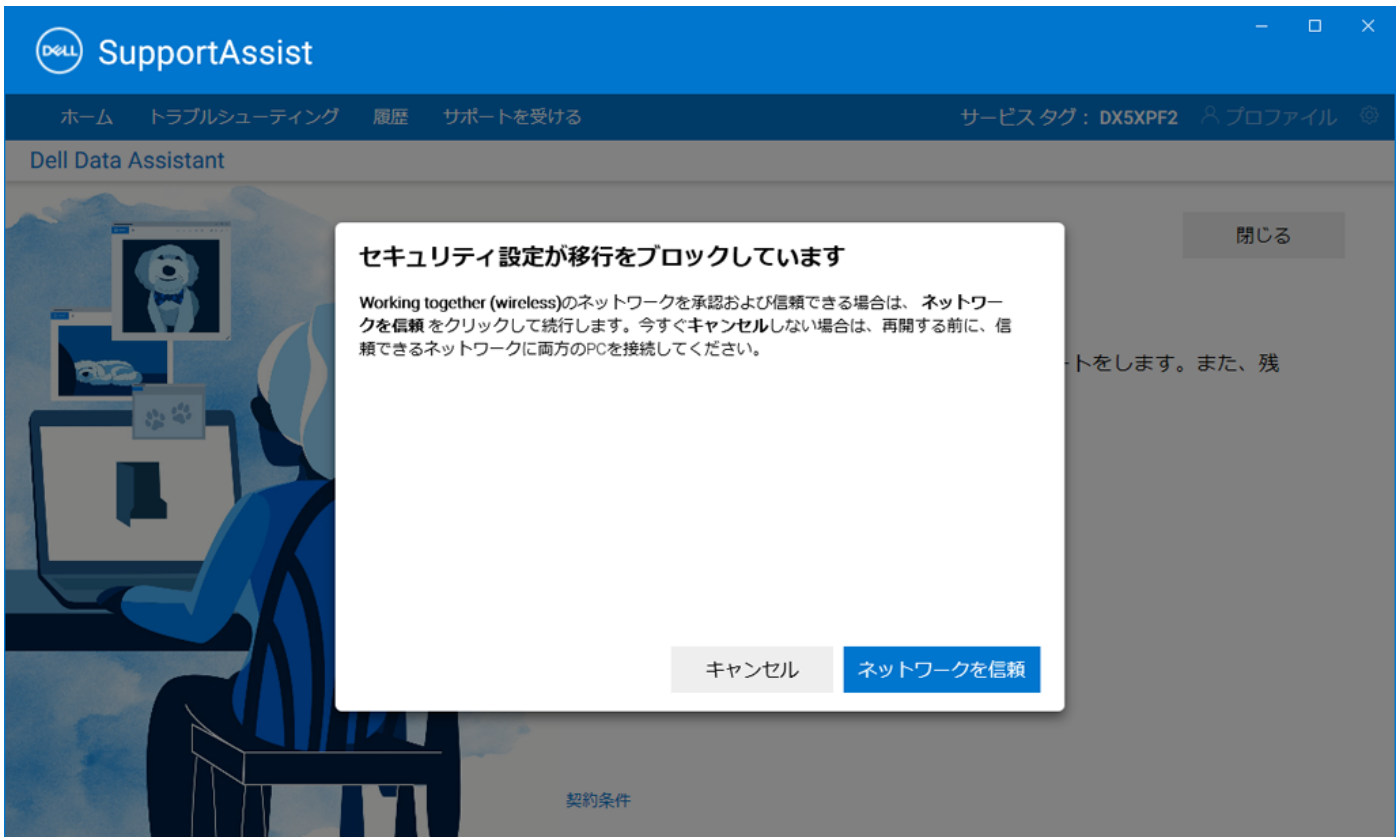 DELL SupportAssist
ホーム トラブルシューティング 履歴 サポートを受ける サービス タグ： DX5XPF2 プロファイル
Dell Data Assistant
閉じる
セキュリティ設定が移行をブロックしています
Working together (wireless)のネットワークを承認および信頼できる場合は、 ネットワー
クを信頼 をクリックして続行します。今すぐキャンセルしない場合は、再開する前に、信
頼できるネットワークに両方のPCを接続してください。
トをします。また、残
キャンセル ネットワークを信頼
契約条件